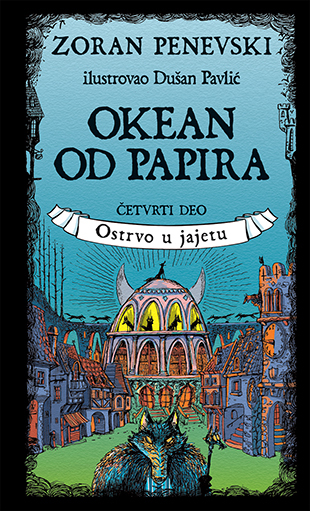 ZORAN PENEVSKI
ilustrovao Dušan Pavlić
OKEAN
OD PAPIRA
ČETVRTI DEO
Ostrvo u jajetu